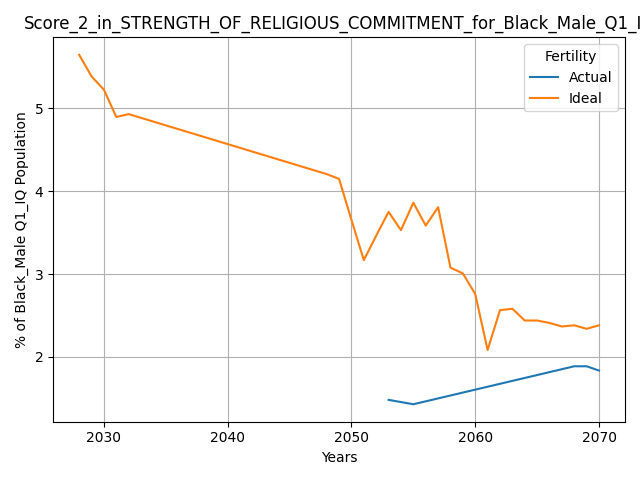 Score_2_in_STRENGTH_OF_RELIGIOUS_COMMITMENT_for_Black_Male_Q1_I
Fertility
Actual
Ideal
% of Black_Male Q1_IQ Population
5
4
3
2
2030 2040 2050 2060 2070
Years